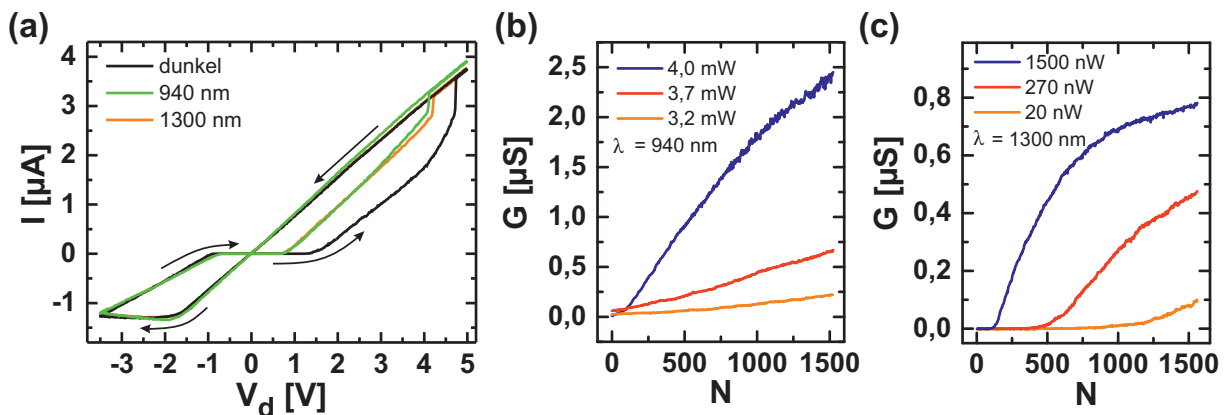 (a)
dunkel
940 nm
1300 nm
I [µA]
4
3
2
1
0
-1
-3 -2 -1 0 1 2 3 4 5
V_d [V]
(b)
4,0 mW
3,7 mW
3,2 mW
λ = 940 nm
G [µS]
2,5
2,0
1,5
1,0
0,5
0,0
0 500 1000 1500
N
(c)
1500 nW
270 nW
20 nW
λ = 1300 nm
G [µS]
0,8
0,6
0,4
0,2
0,0
0 500 1000 1500
N